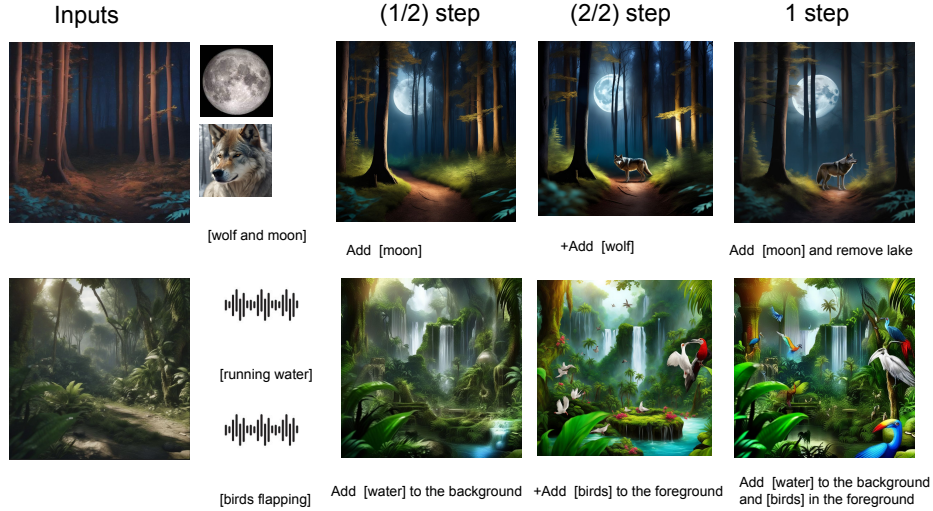 Inputs
(1/2) step
(2/2) step
1 step
[wolf and moon]
Add [moon]
+Add [wolf]
Add [moon] and remove lake
[running water]
[birds flapping]
Add [water] to the background
+Add [birds] to the foreground
Add [water] to the background
and [birds] in the foreground